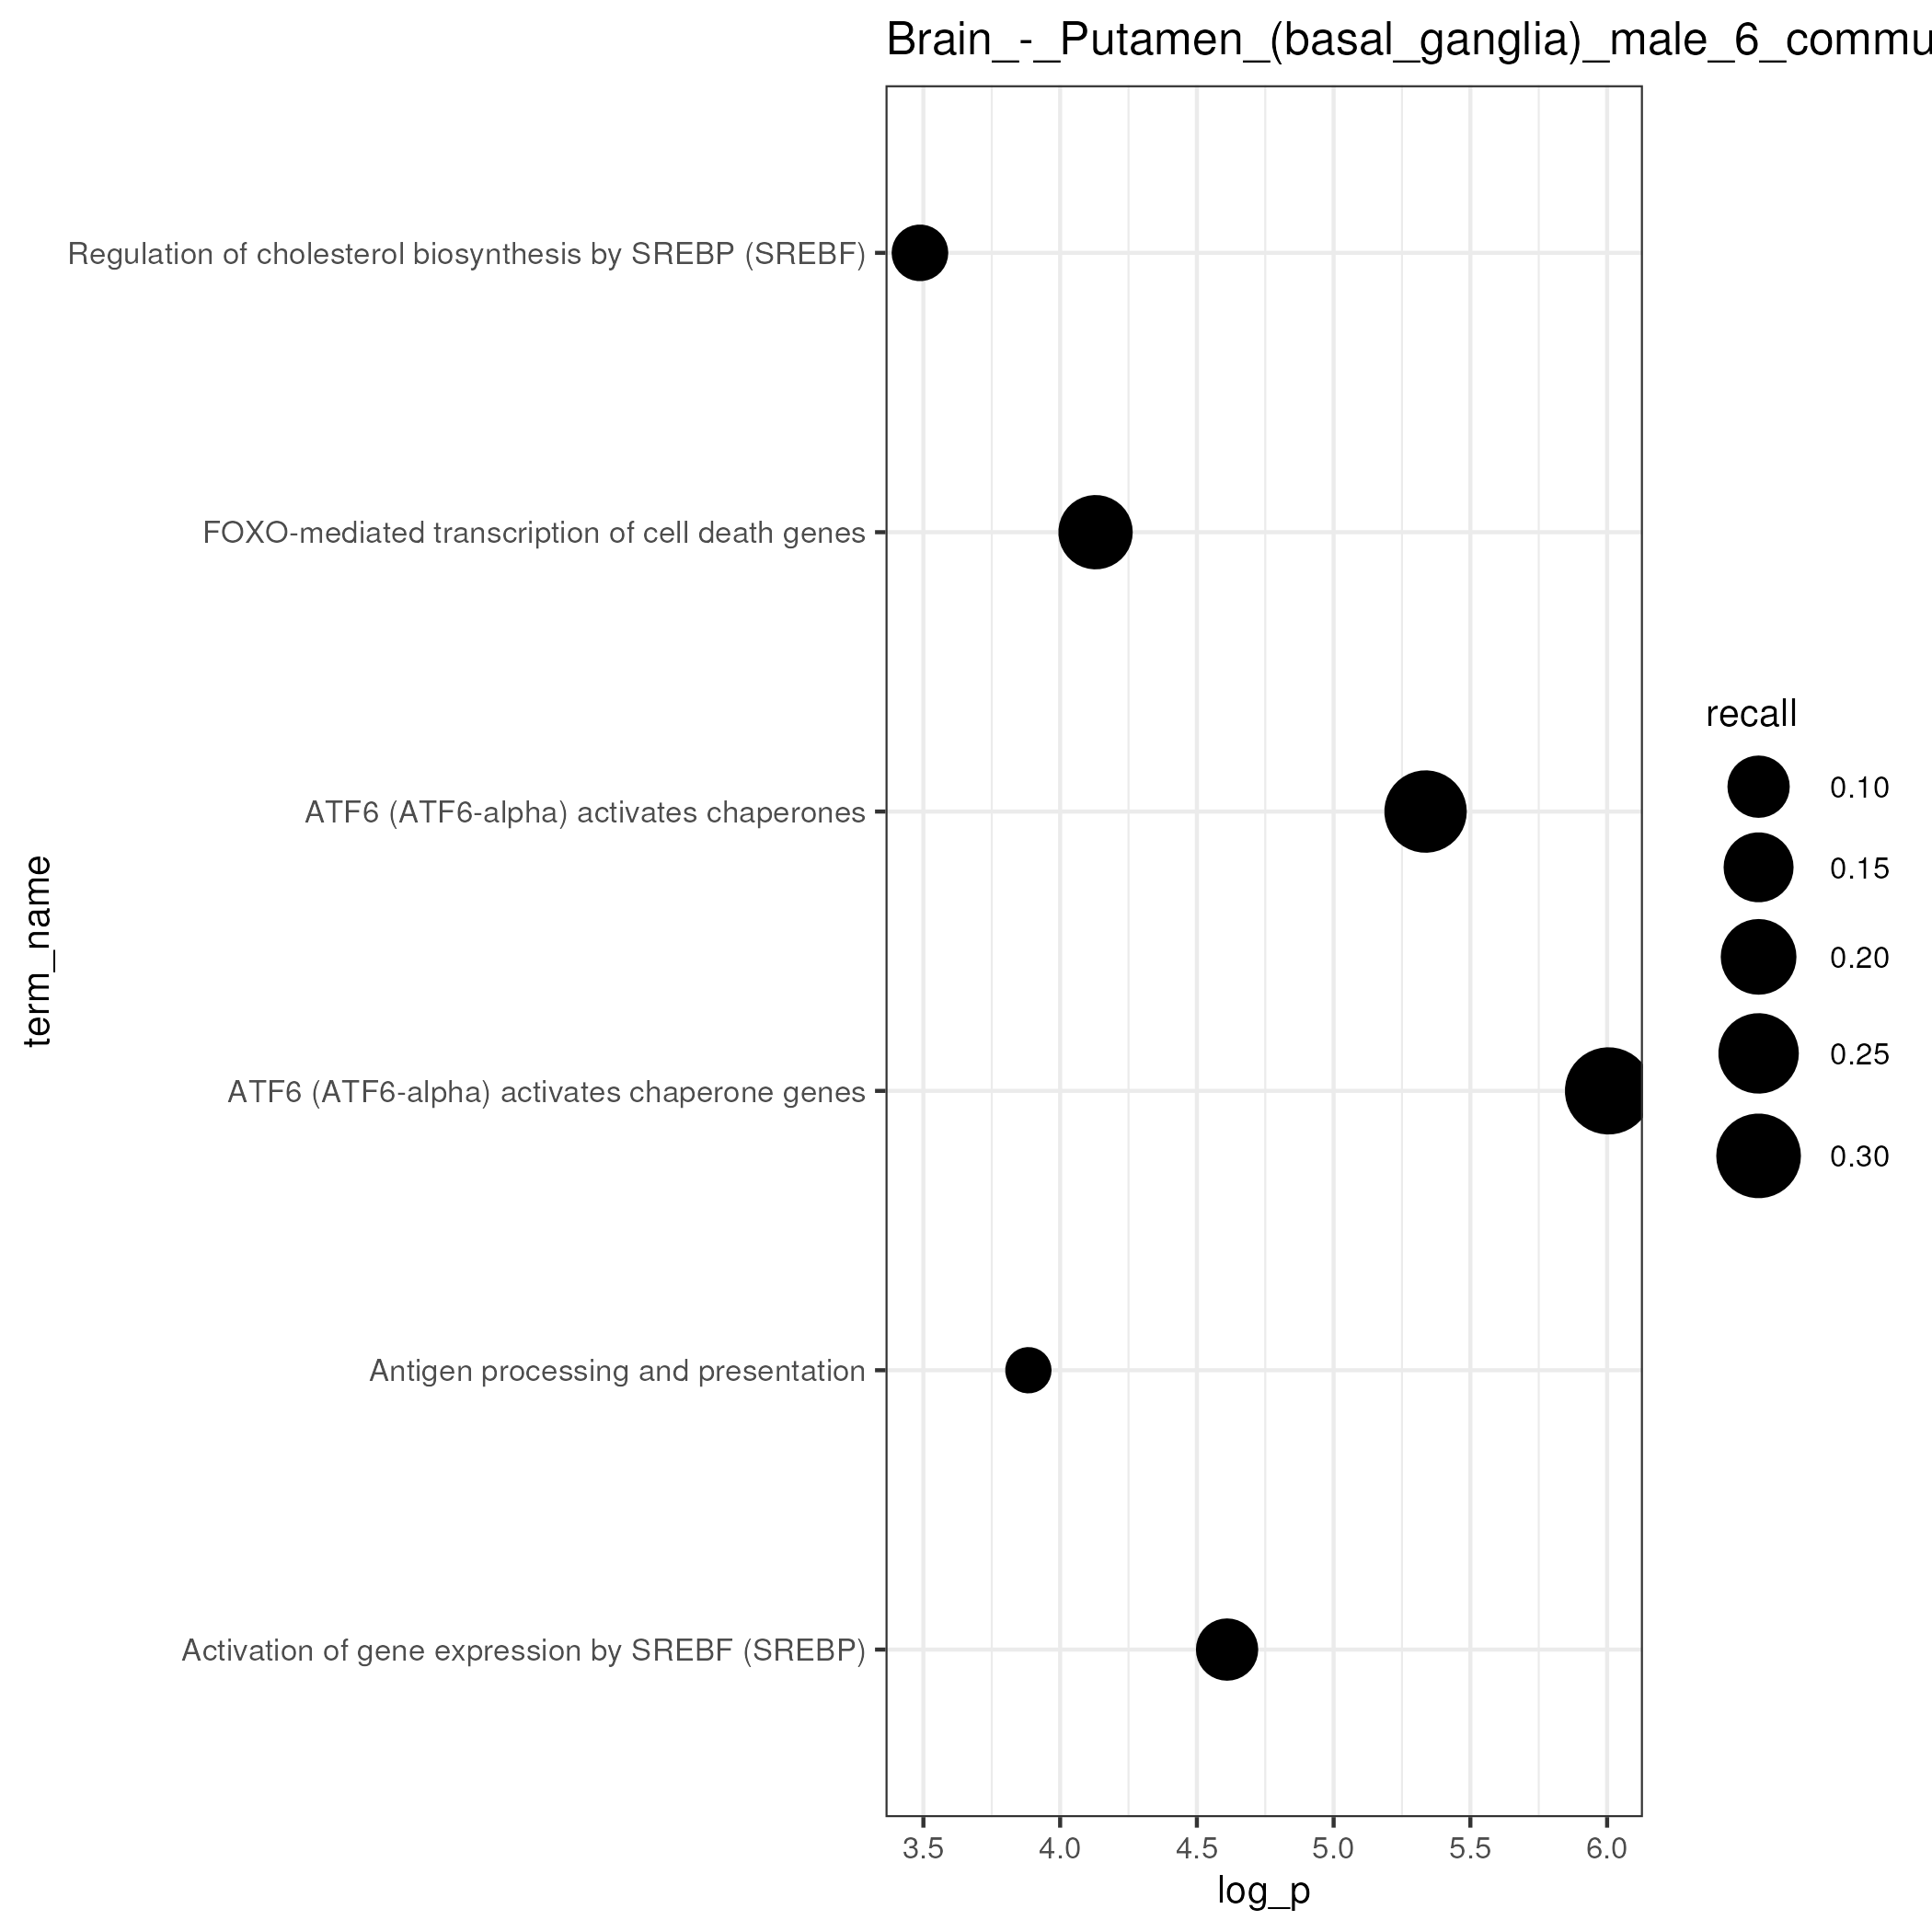 Brain_-_Putamen_(basal_ganglia)_male_6_commu
Regulation of cholesterol biosynthesis by SREBP (SREBF)
FOXO-mediated transcription of cell death genes
ATF6 (ATF6-alpha) activates chaperones
ATF6 (ATF6-alpha) activates chaperone genes
Antigen processing and presentation
Activation of gene expression by SREBF (SREBP)
term_name
3.5 4.0 4.5 5.0 5.5 6.0
log_p
recall
0.10
0.15
0.20
0.25
0.30